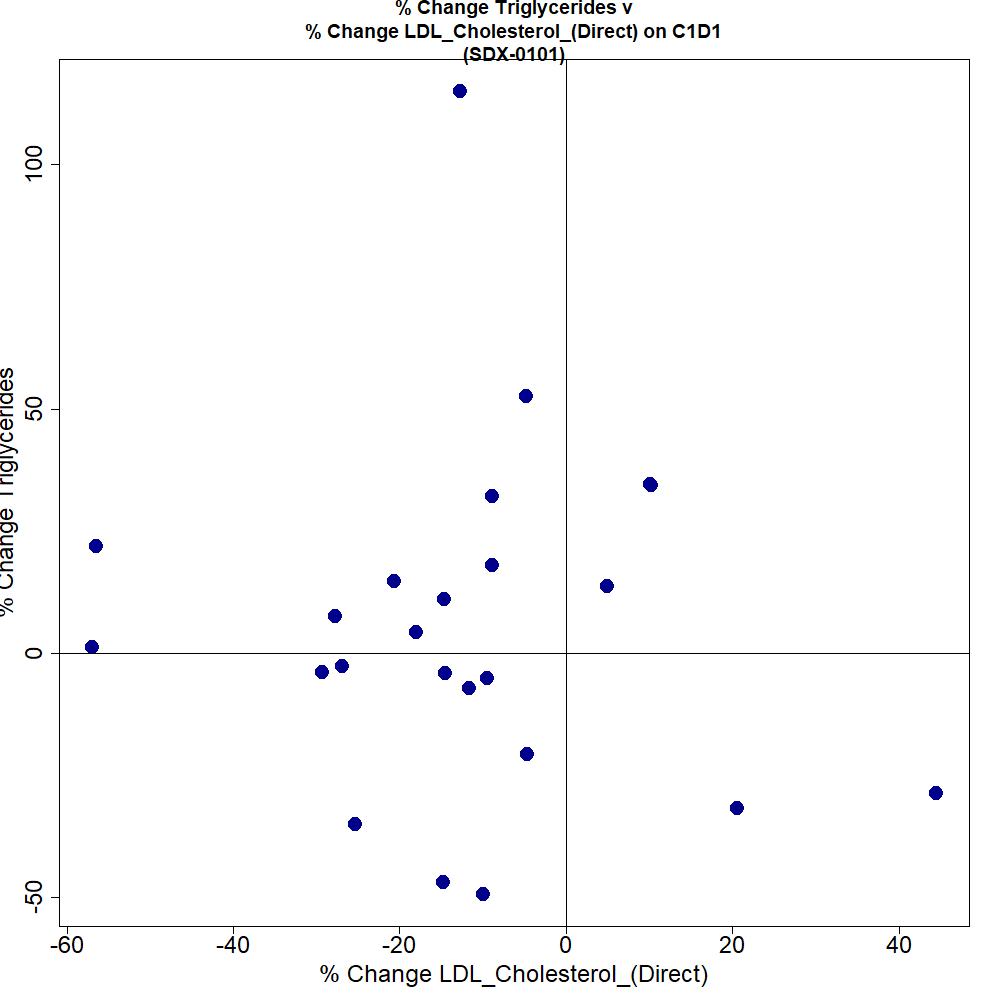 % Change Triglycerides v
% Change LDL_Cholesterol_(Direct) on C1D1
(SDX-0101)
100
50
0
-50
% Change Triglycerides
-60 -40 -20 0 20 40
% Change LDL_Cholesterol_(Direct)